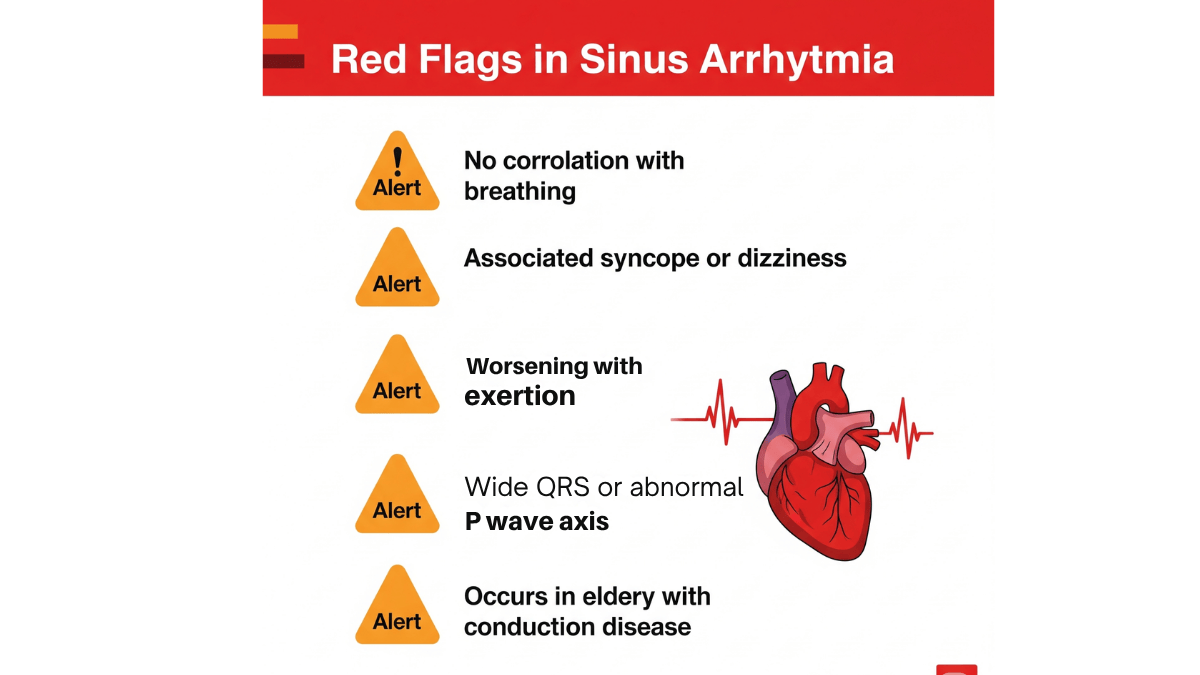 Red Flags in Sinus Arrhytmia
!
Alert
No corrolation with
breathing
Alert
Associated syncope or dizziness
Alert
Worsening with
exertion
Alert
Wide QRS or abnormal
P wave axis
Alert
Occurs in eldery with
conduction disease